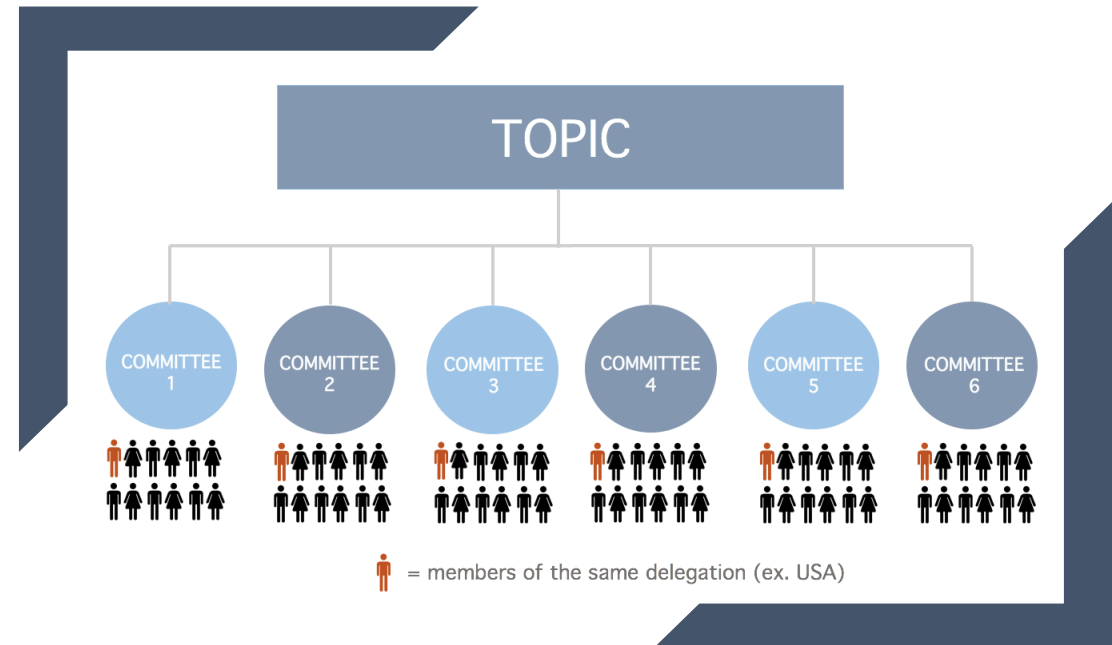 TOPIC
COMMITTEE
1
COMMITTEE
2
COMMITTEE
3
COMMITTEE
4
COMMITTEE
5
COMMITTEE
6
= members of the same delegation (ex. USA)